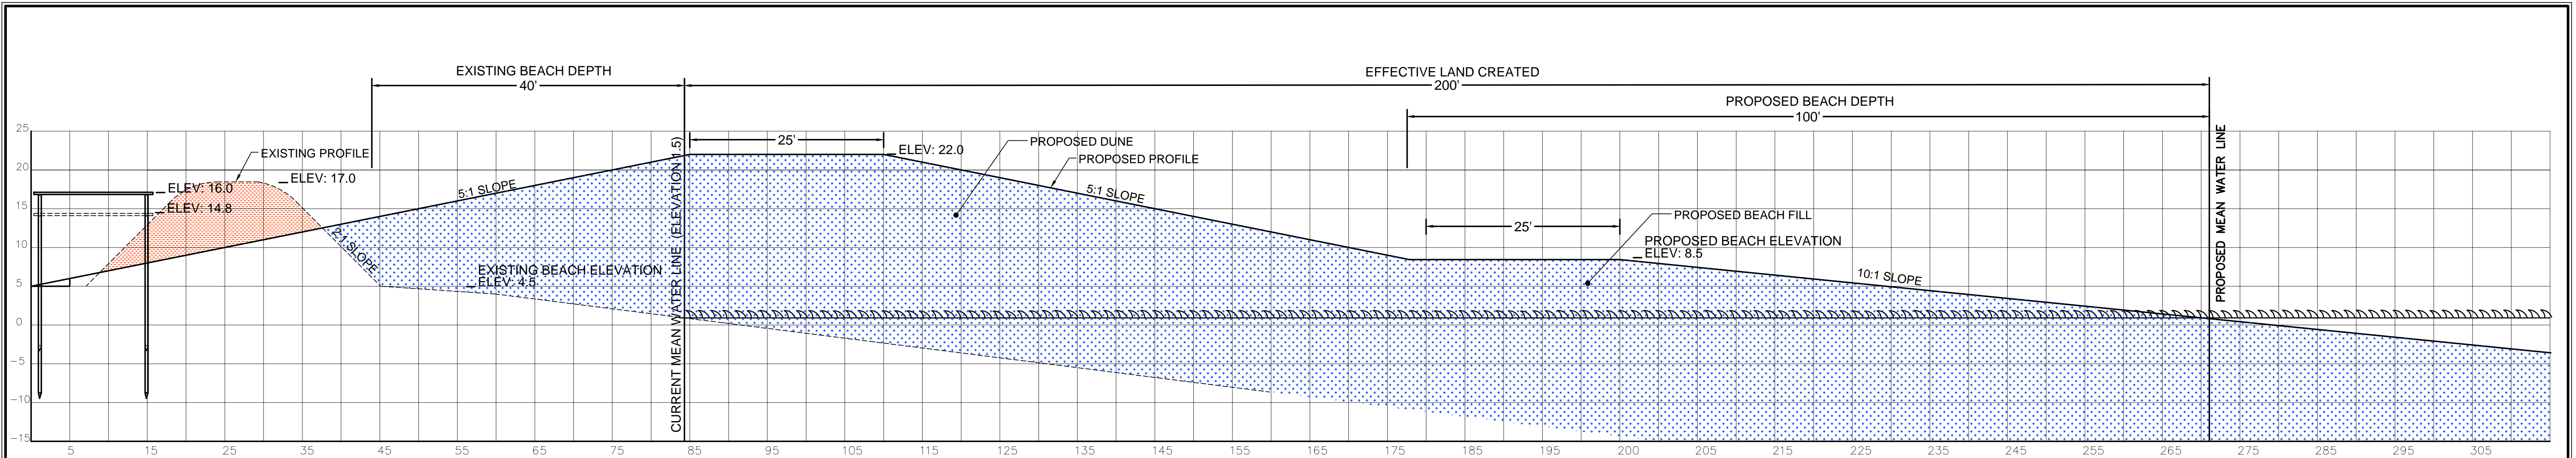 EXISTING BEACH DEPTH
40'
EFFECTIVE LAND CREATED
200'
PROPOSED BEACH DEPTH
100'
25'
PROPOSED DUNE
PROPOSED PROFILE
EXISTING PROFILE
ELEV: 17.0
ELEV: 16.0
ELEV: 14.8
ELEV: 22.0
5:1 SLOPE
5:1 SLOPE
2:1 SLOPE
25'
PROPOSED BEACH FILL
PROPOSED BEACH ELEVATION
ELEV: 8.5
EXISTING BEACH ELEVATION
ELEV: 4.5
10:1 SLOPE
CURRENT MEAN WATER LINE (ELEVATION 1.5)
PROPOSED MEAN WATER LINE
25
20
15
10
5
0
-5
-10
-15
5 15 25 35 45 55 65 75 85 95 105 115 125 135 145 155 165 175 185 195 205 215 225 235 245 255 265 275 285 295 305